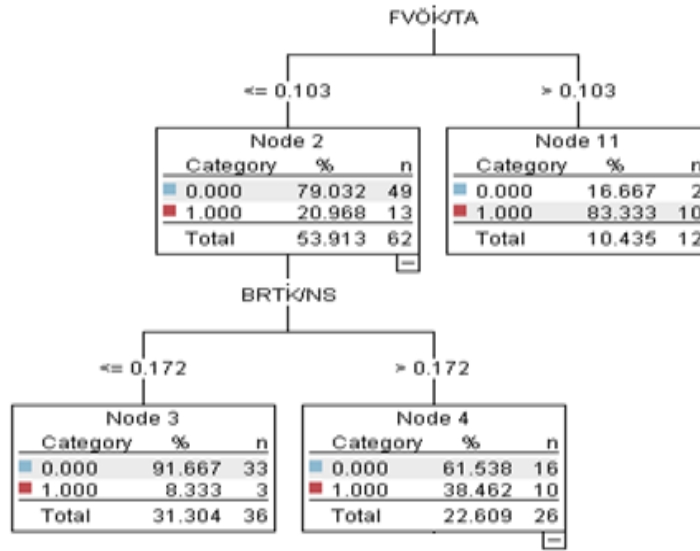 FVÖK/TA
<= 0.103
> 0.103
Node 2
Category % n
0.000 79.032 49
1.000 20.968 13
Total 53.913 62
Node 11
Category % n
0.000 16.667 2
1.000 83.333 10
Total 10.435 12
BRTK/NS
<= 0.172
> 0.172
Node 3
Category % n
0.000 91.667 33
1.000 8.333 3
Total 31.304 36
Node 4
Category % n
0.000 61.538 16
1.000 38.462 10
Total 22.609 26